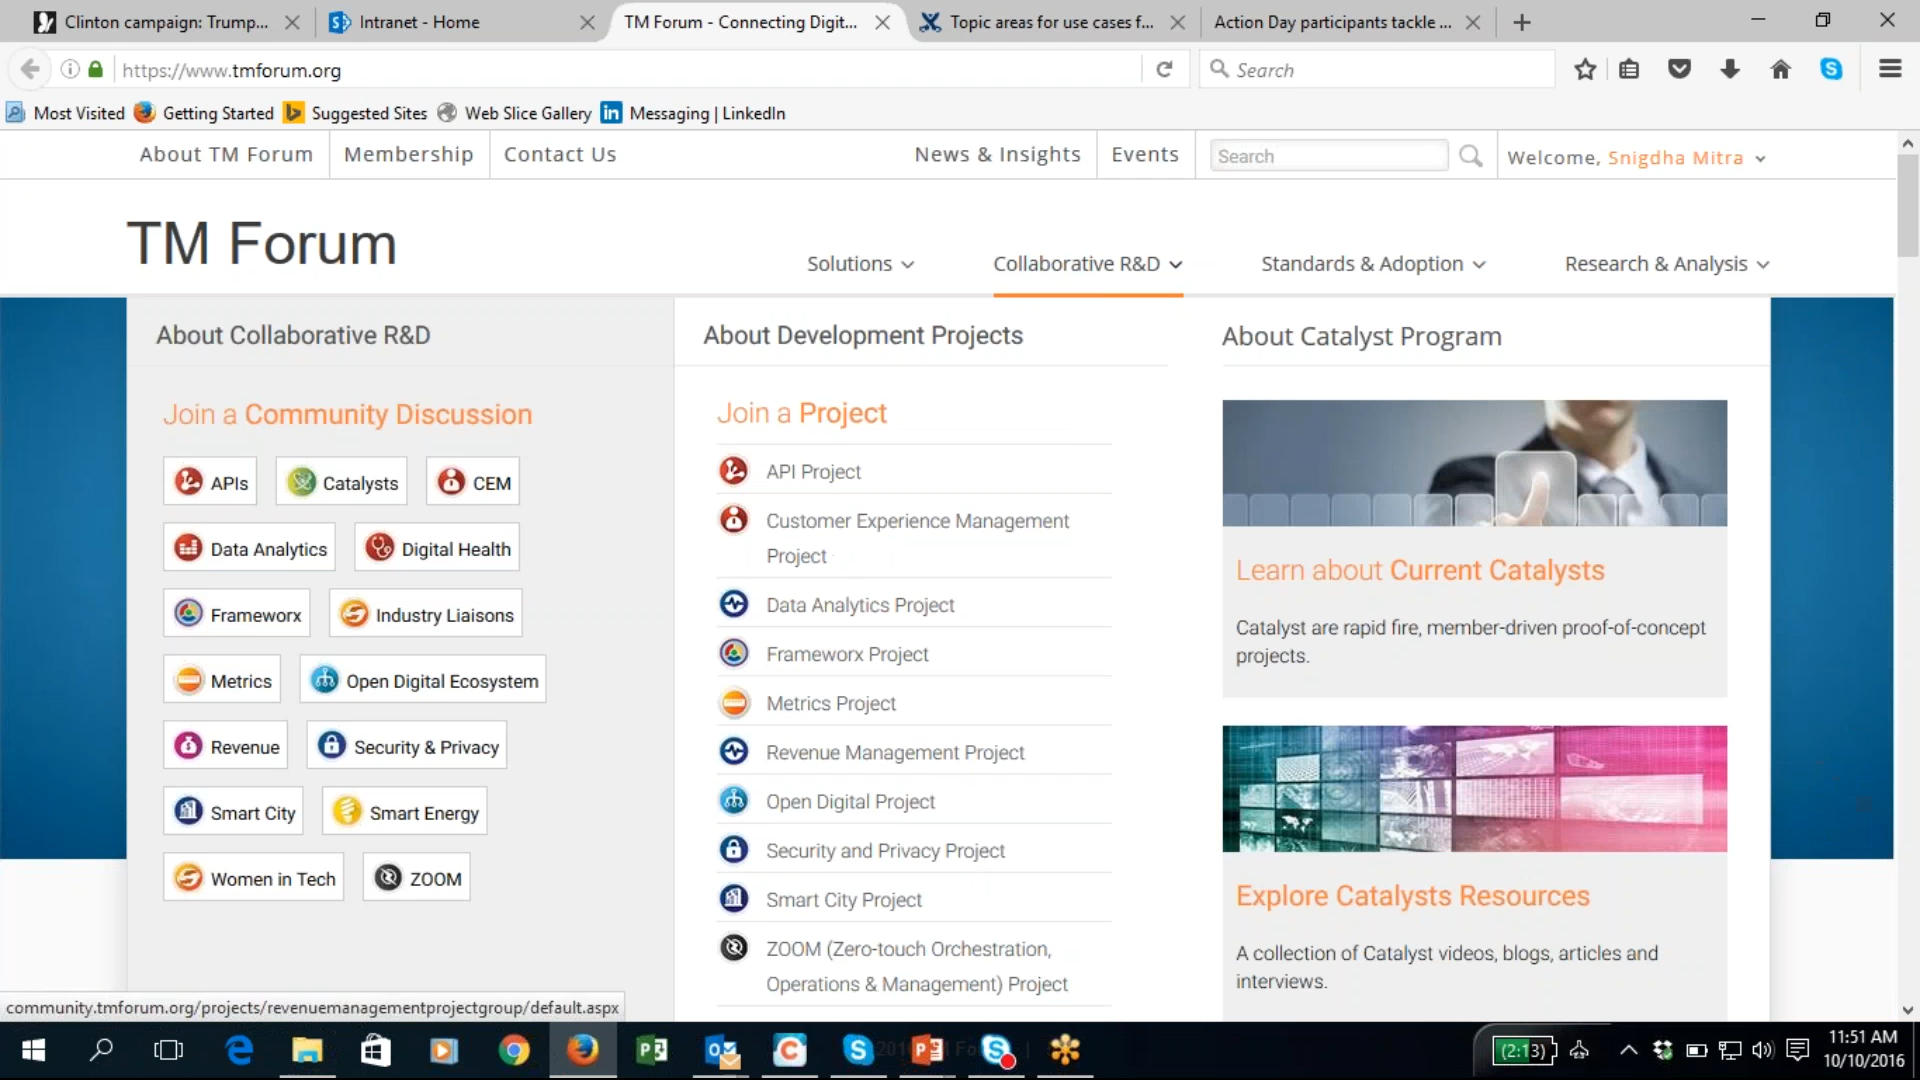 Clinton campaign: Trump...
Intranet - Home
TM Forum - Connecting Digit...
Topic areas for use cases f...
Action Day participants tackle ...
https://www.tmforum.org
Search
Most Visited
Getting Started
Suggested Sites
Web Slice Gallery
Messaging | LinkedIn
About TM Forum
Membership
Contact Us
News & Insights
Events
Search
Welcome, Snigdha Mitra
TM Forum
Solutions
Collaborative R&D
Standards & Adoption
Research & Analysis
About Collaborative R&D
Join a Community Discussion
APIs
Catalysts
CEM
Data Analytics
Digital Health
Frameworx
Industry Liaisons
Metrics
Open Digital Ecosystem
Revenue
Security & Privacy
Smart City
Smart Energy
Women in Tech
ZOOM
About Development Projects
Join a Project
API Project
Customer Experience Management
Project
Data Analytics Project
Frameworx Project
Metrics Project
Revenue Management Project
Open Digital Project
Security and Privacy Project
Smart City Project
ZOOM (Zero-touch Orchestration,
Operations & Management) Project
About Catalyst Program
Learn about Current Catalysts
Catalyst are rapid fire, member-driven proof-of-concept
projects.
Explore Catalysts Resources
A collection of Catalyst videos, blogs, articles and
interviews.
community.tmforum.org/projects/revenuemanagementprojectgroup/default.aspx
(2:13)
11:51 AM
10/10/2016